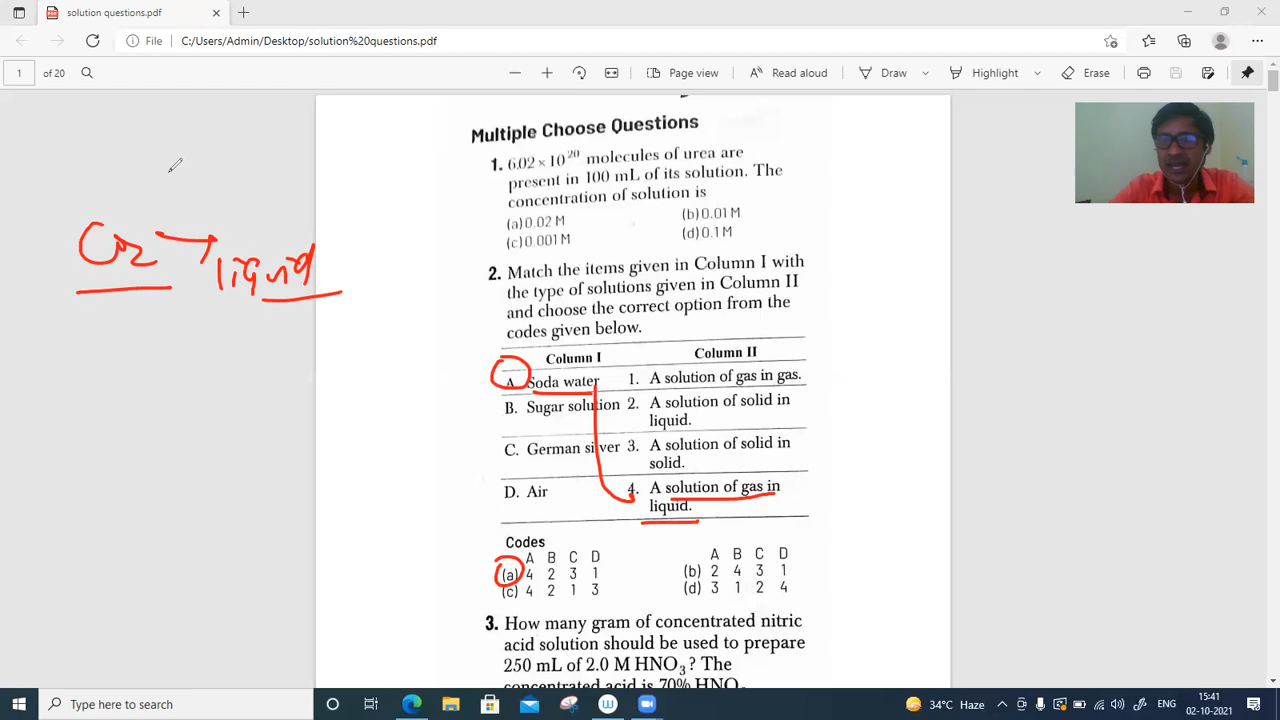 solution questions.pdf
File C:/Users/Admin/Desktop/solution%20questions.pdf
1 of 20 Page view Read aloud Draw Highlight Erase
Multiple Choose Questions
1. 6.02 × 10²⁰ molecules of urea are
present in 100 mL of its solution. The
concentration of solution is
(a) 0.02 M (b) 0.01 M
(c) 0.001 M (d) 0.1 M
2. Match the items given in Column I with
the type of solutions given in Column II
and choose the correct option from the
codes given below.
Column I Column II
A. Soda water 1. A solution of gas in gas.
B. Sugar solution 2. A solution of solid in
liquid.
C. German silver 3. A solution of solid in
solid.
D. Air 4. A solution of gas in
liquid.
Codes
A B C D A B C D
(a) 4 2 3 1 (b) 2 4 3 1
(c) 4 2 1 3 (d) 3 1 2 4
3. How many gram of concentrated nitric
acid solution should be used to prepare
250 mL of 2.0 M HNO₃? The
concentrated acid is 70% HNO
liquid
Type here to search
34°C Haze ENG 15:41
02-10-2021